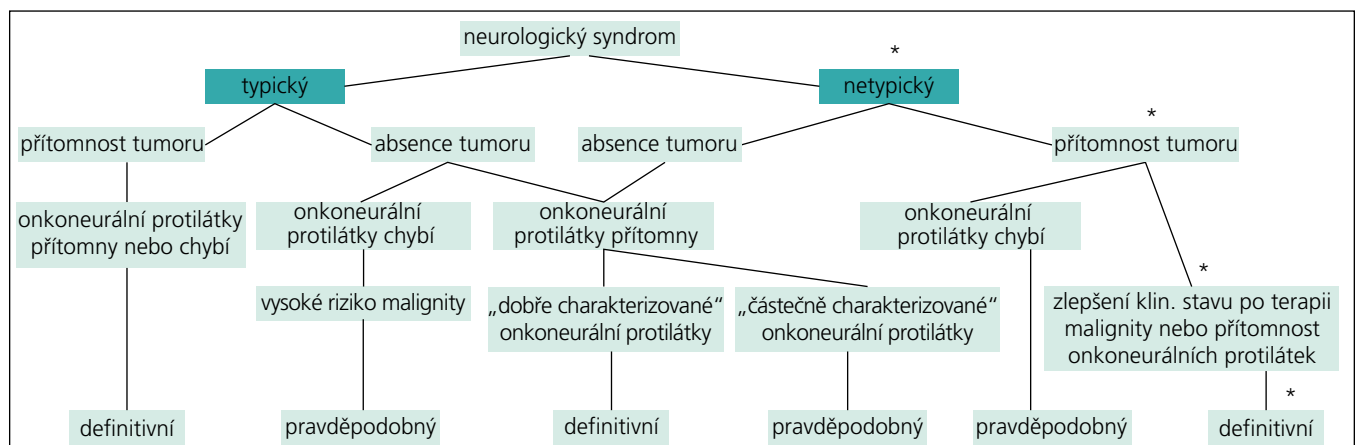 neurologický syndrom
*
typický
netypický
*
přítomnost tumoru
absence tumoru
absence tumoru
přítomnost tumoru
onkoneurální protilátky
přítomny nebo chybí
onkoneurální
protilátky chybí
onkoneurální
protilátky přítomny
onkoneurální
protilátky chybí
*
vysoké riziko malignity
„dobře charakterizované“
onkoneurální protilátky
„částečně charakterizované“
onkoneurální protilátky
zlepšení klin. stavu po terapii
malignity nebo přítomnost
onkoneurálních protilátek
*
definitivní
pravděpodobný
definitivní
pravděpodobný
pravděpodobný
definitivní